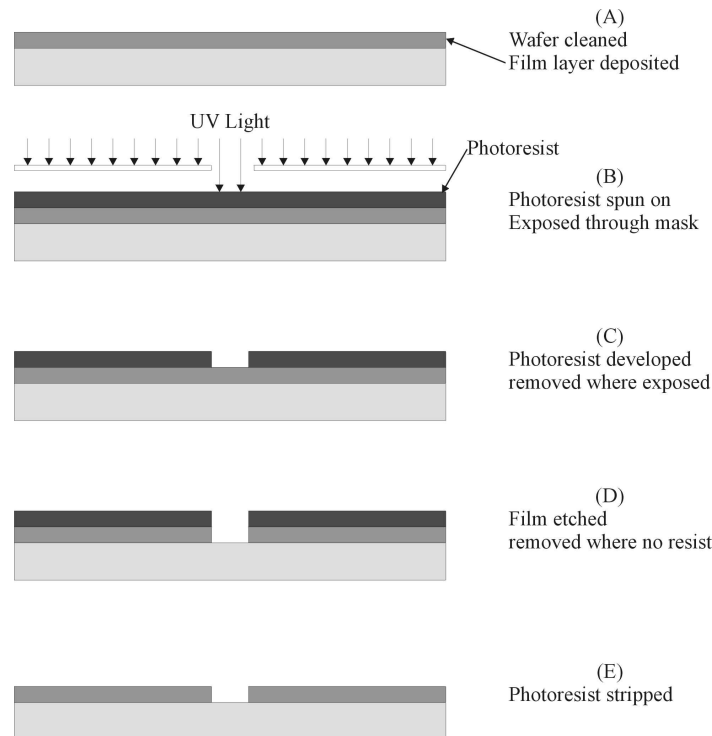 (A)
Wafer cleaned
Film layer deposited
UV Light
Photoresist
(B)
Photoresist spun on
Exposed through mask
(C)
Photoresist developed
removed where exposed
(D)
Film etched
removed where no resist
(E)
Photoresist stripped